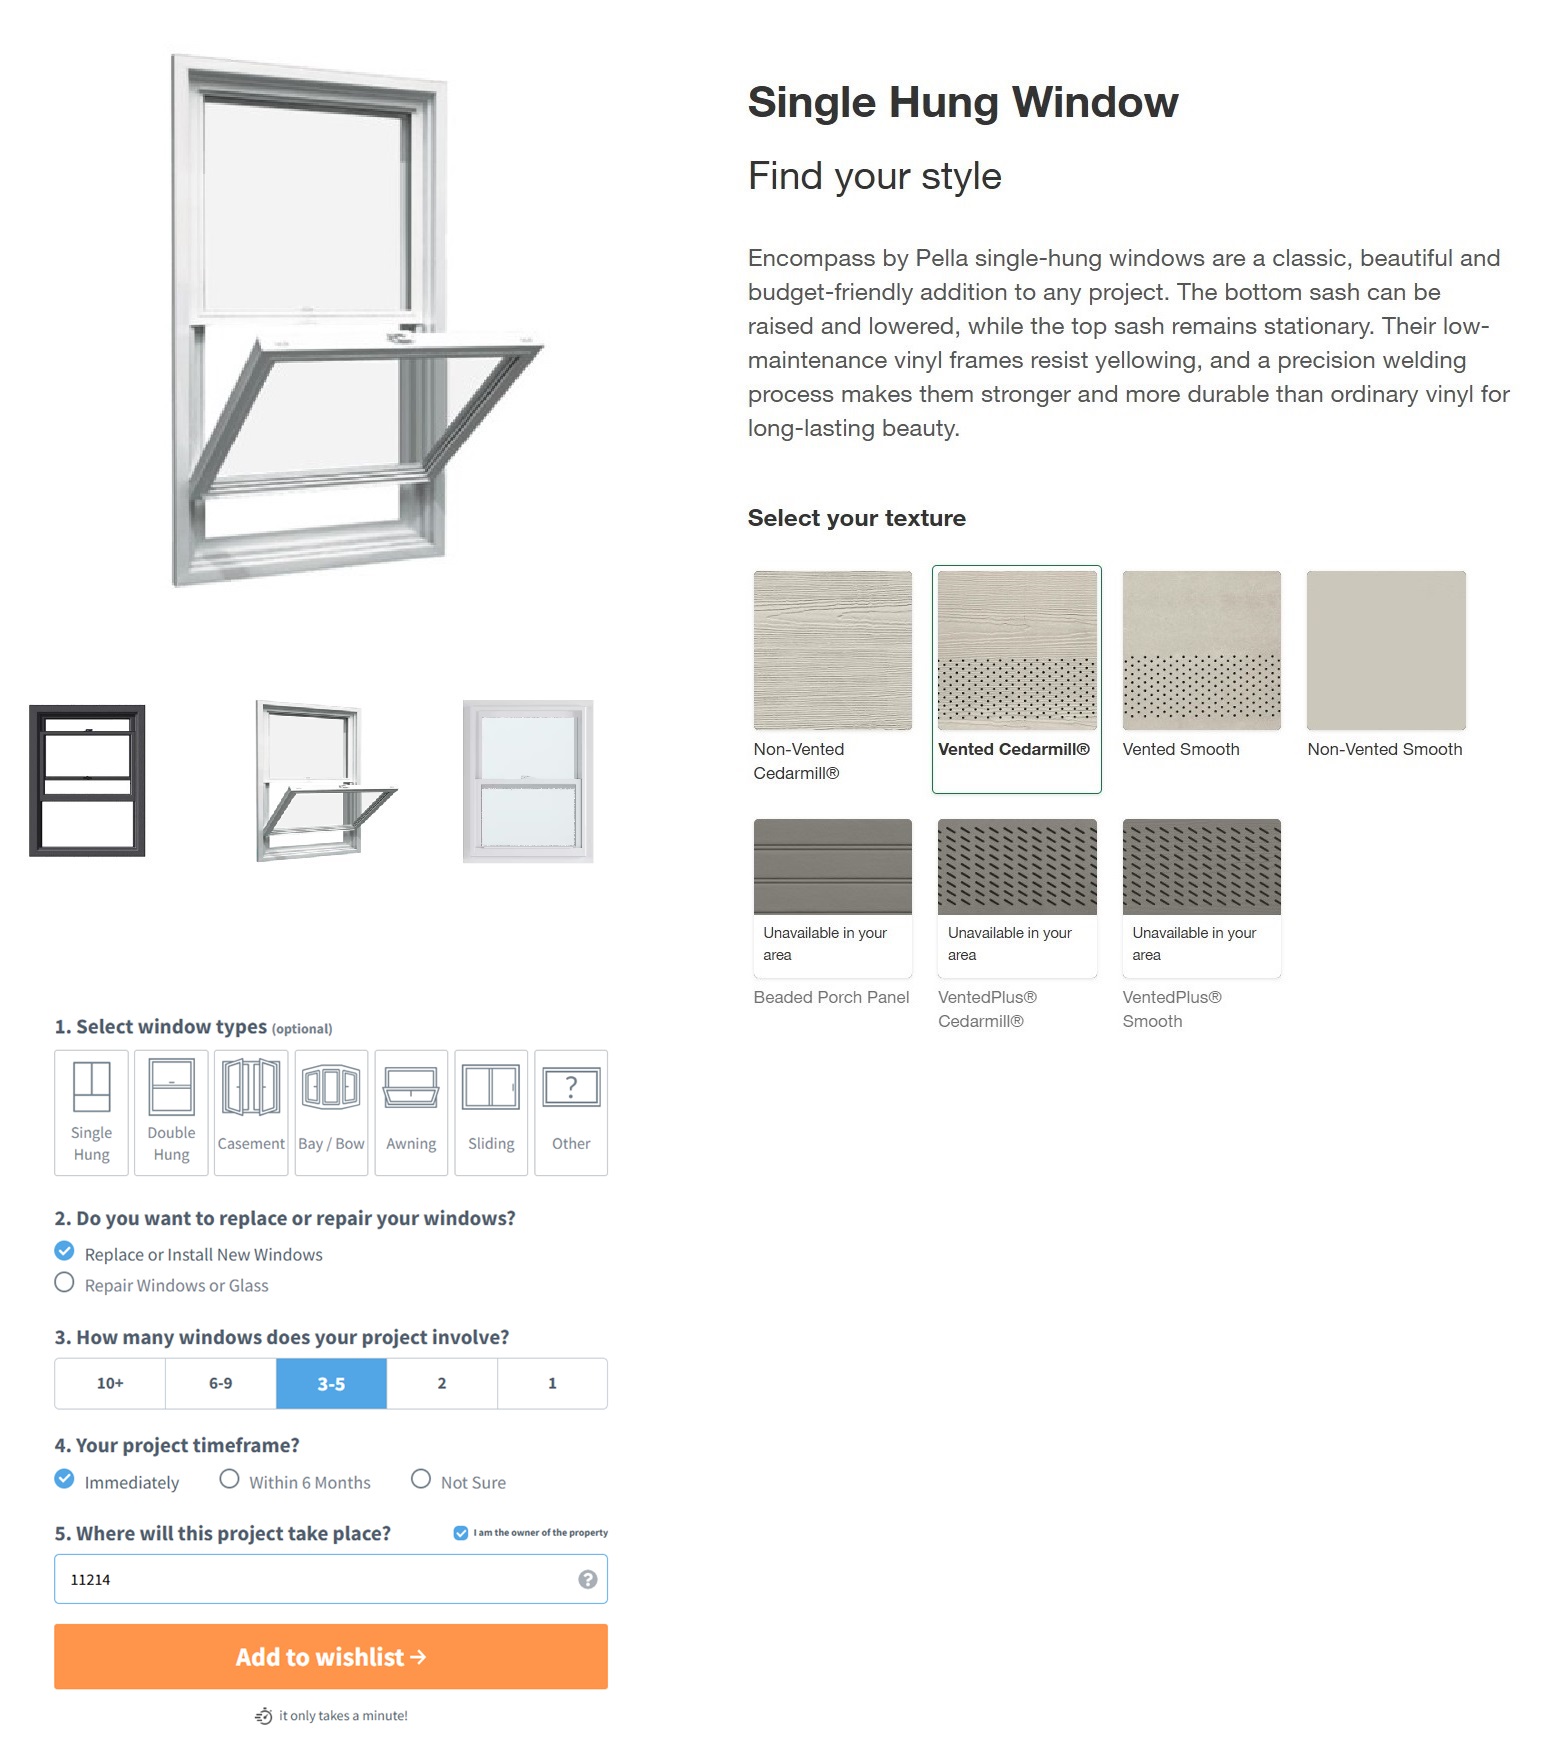 Single Hung Window
Find your style
Encompass by Pella single-hung windows are a classic, beautiful and
budget-friendly addition to any project. The bottom sash can be
raised and lowered, while the top sash remains stationary. Their low-
maintenance vinyl frames resist yellowing, and a precision welding
process makes them stronger and more durable than ordinary vinyl for
long-lasting beauty.
Select your texture
Non-Vented
Cedarmill®
Vented Cedarmill®
Vented Smooth
Non-Vented Smooth
Unavailable in your
area
Beaded Porch Panel
Unavailable in your
area
VentedPlus®
Cedarmill®
Unavailable in your
area
VentedPlus®
Smooth
1. Select window types (optional)
Single
Hung
Double
Hung
Casement
Bay / Bow
Awning
Sliding
?
Other
2. Do you want to replace or repair your windows?
Replace or Install New Windows
Repair Windows or Glass
3. How many windows does your project involve?
10+
6-9
3-5
2
1
4. Your project timeframe?
Immediately
Within 6 Months
Not Sure
5. Where will this project take place?
I am the owner of the property
11214
?
Add to wishlist →
it only takes a minute!